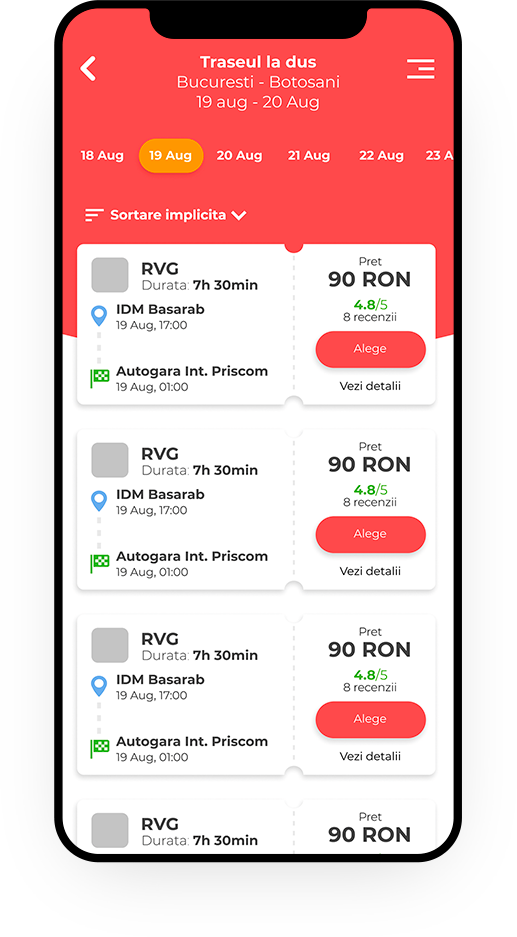 Traseul la dus
Bucuresti - Botosani
19 aug - 20 Aug
18 Aug 19 Aug 20 Aug 21 Aug 22 Aug 23 A
Sortare implicita
RVG
Durata: 7h 30min
IDM Basarab
19 Aug, 17:00
Autogara Int. Priscom
19 Aug, 01:00
Pret
90 RON
4.8/5
8 recenzii
Alege
Vezi detalii
RVG
Durata: 7h 30min
IDM Basarab
19 Aug, 17:00
Autogara Int. Priscom
19 Aug, 01:00
Pret
90 RON
4.8/5
8 recenzii
Alege
Vezi detalii
RVG
Durata: 7h 30min
IDM Basarab
19 Aug, 17:00
Autogara Int. Priscom
19 Aug, 01:00
Pret
90 RON
4.8/5
8 recenzii
Alege
Vezi detalii
RVG
Durata: 7h 30min
Pret
90 RON